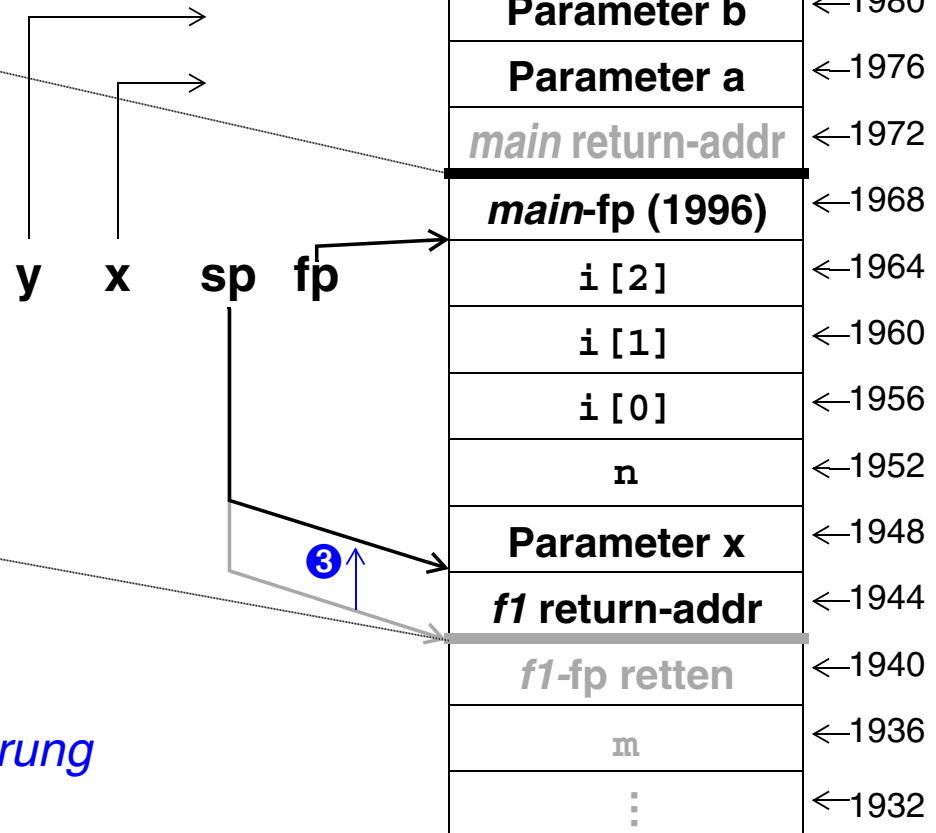 Parameter b ←1980
Parameter a ←1976
main return-addr ←1972
main-fp (1996) ←1968
y x sp fp
i[2] ←1964
i[1] ←1960
i[0] ←1956
n ←1952
Parameter x ←1948
❸
f1 return-addr ←1944
f1-fp retten ←1940
rung
m ←1936
⋮ ←1932